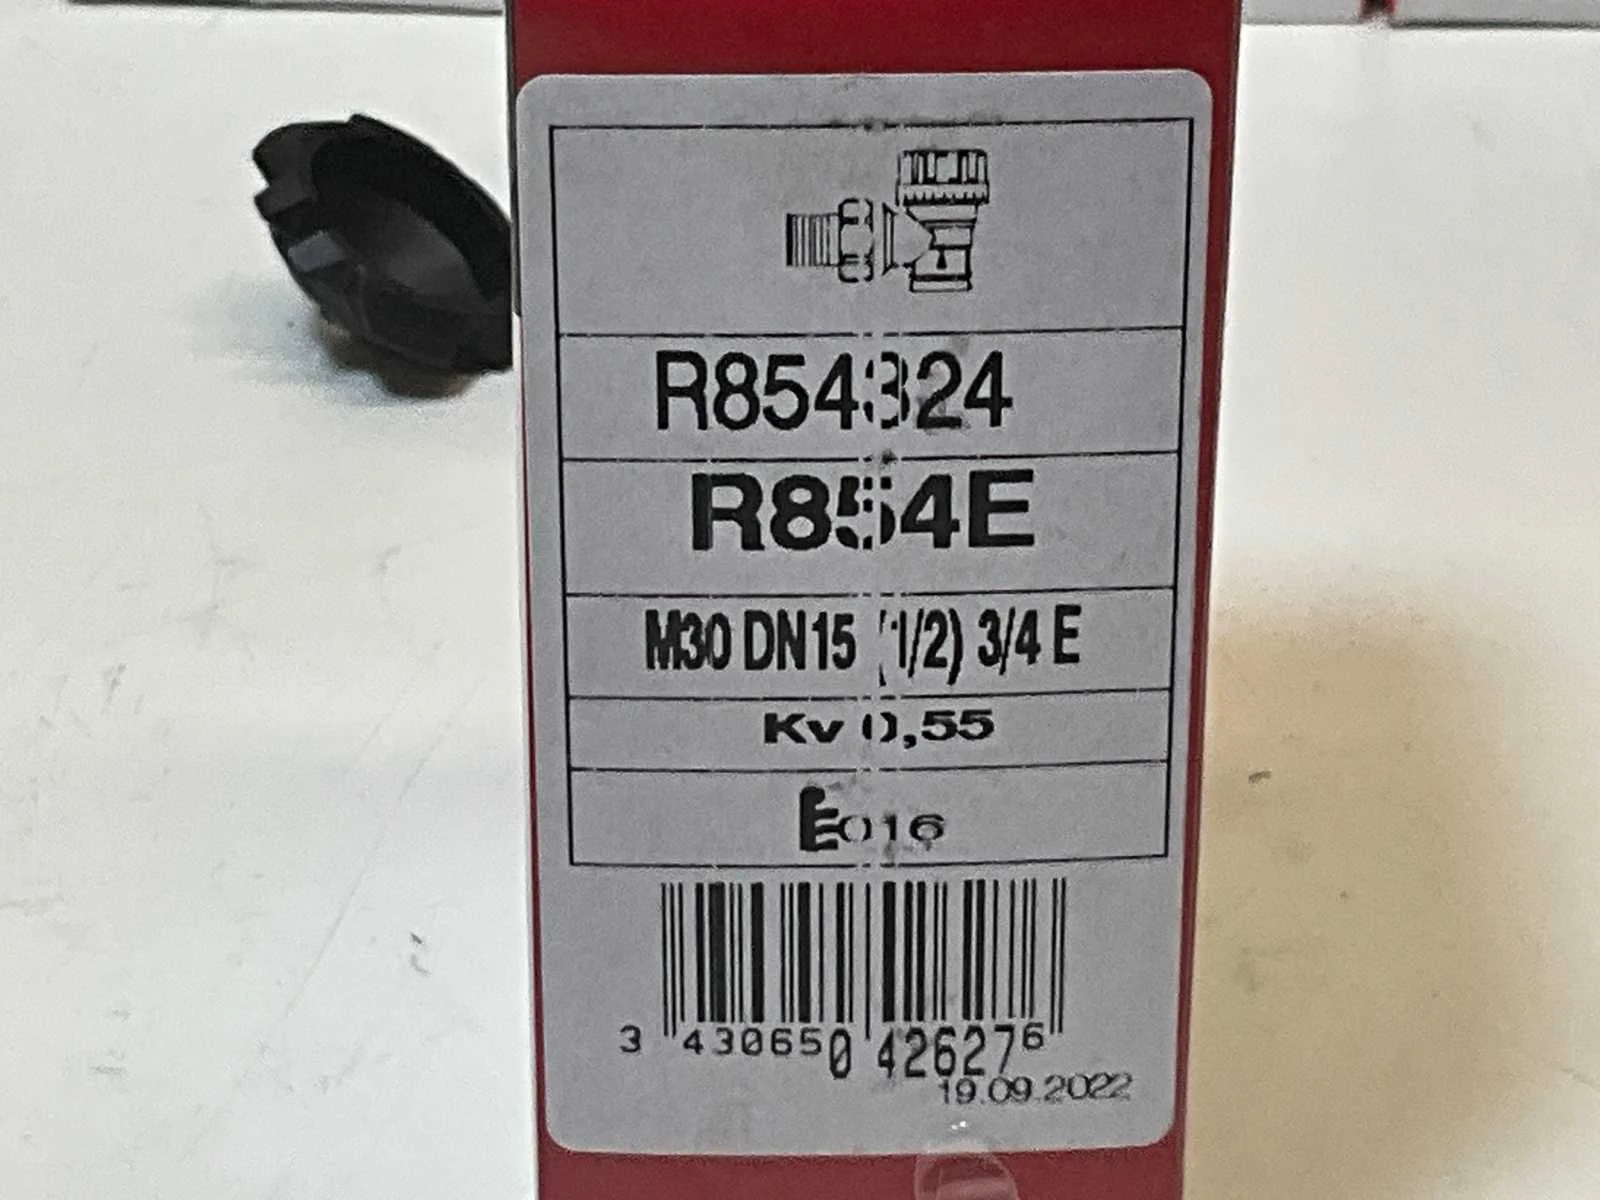 R854324
R854E
M30 DN15 (1/2) 3/4 E
Kv 0,55
E016
3 430650 426276
19.09.2022